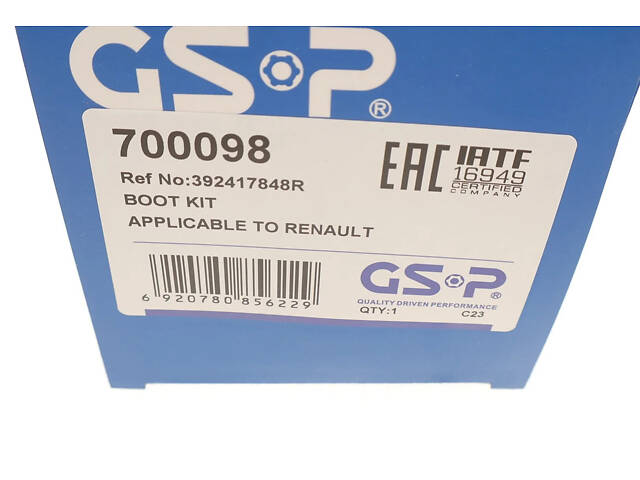 GSP®
700098
Ref No:392417848R
BOOT KIT
APPLICABLE TO RENAULT
EAC
IATF
16949
CERTIFIED
COMPANY
6 920780 856229
GSP®
QUALITY DRIVEN PERFORMANCE
QTY:1 C23